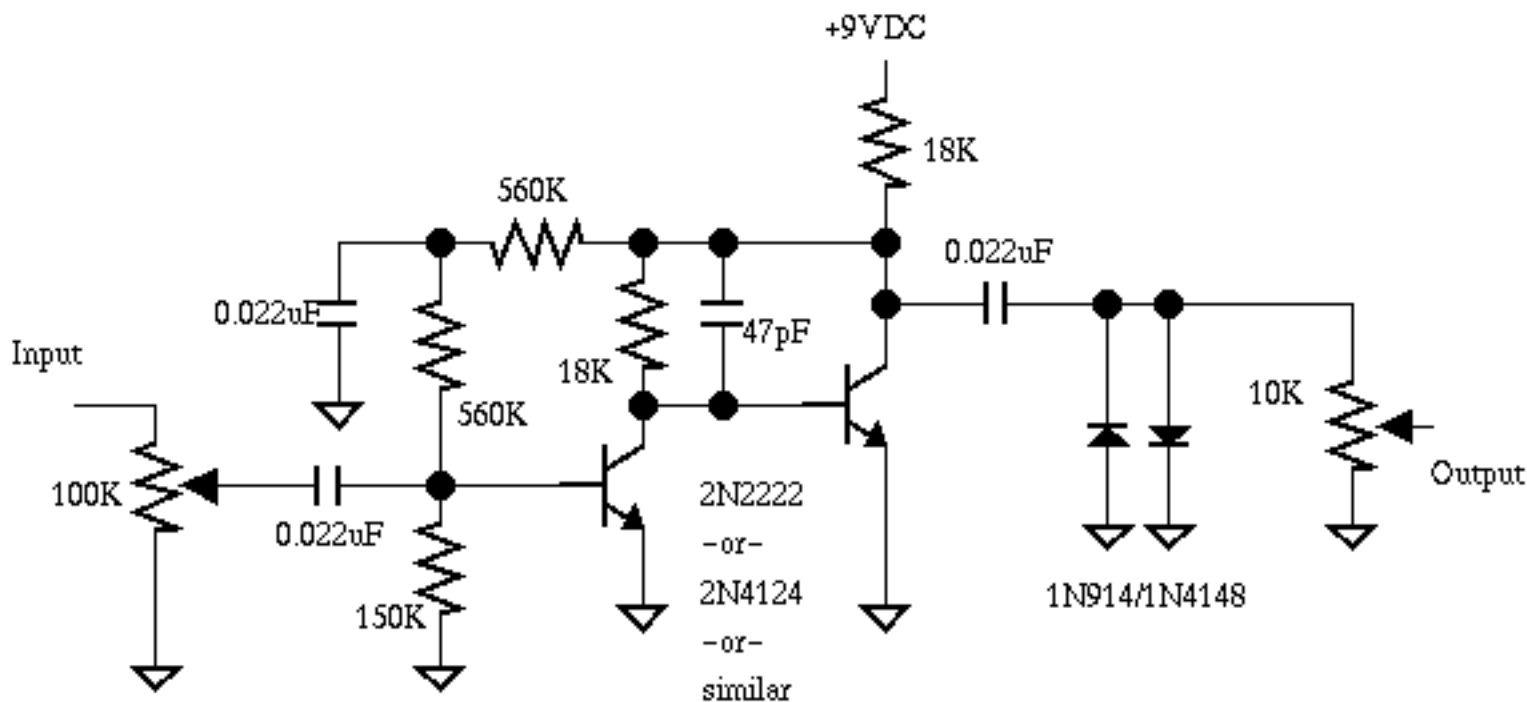 +9VDC
18K
560K
0.022uF
0.022uF
47pF
Input
18K
10K
560K
Output
100K
2N2222
0.022uF
-or-
2N4124
1N914/1N4148
150K
-or-
similar